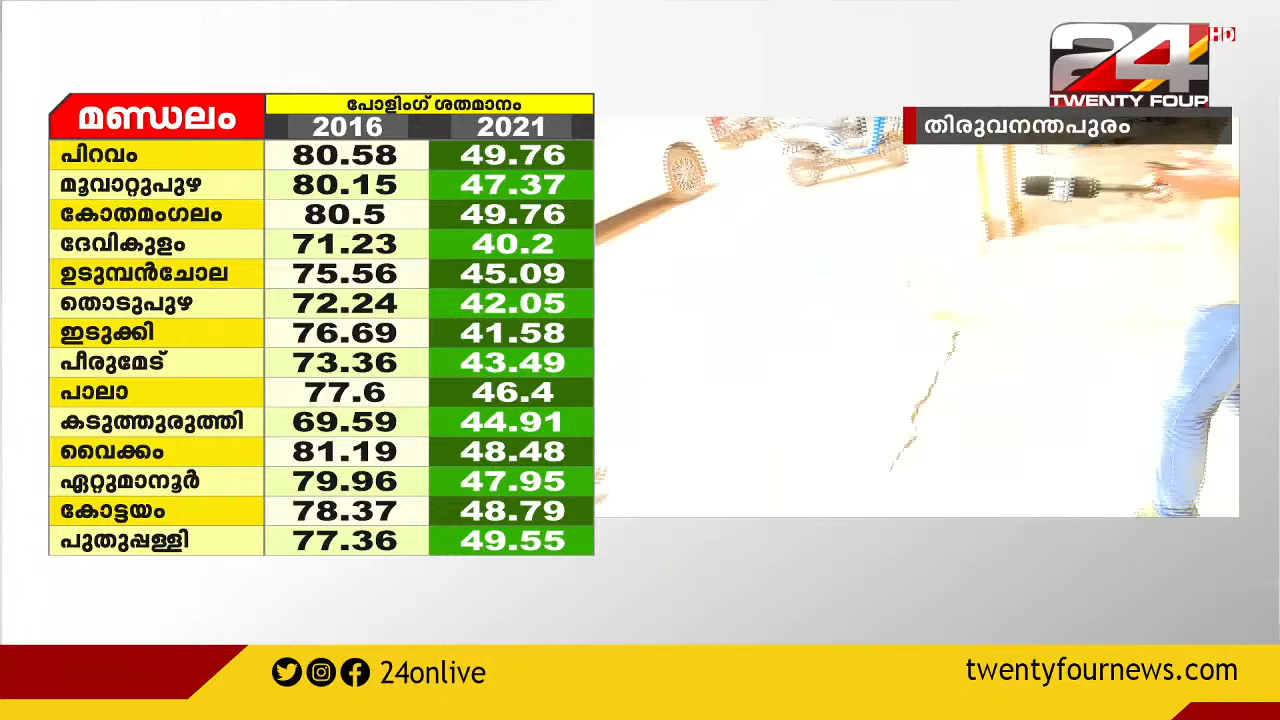 24 HD
TWENTY FOUR
തിരുവനന്തപുരം
മണ്ഡലം പോളിംഗ് ശതമാനം
2016 2021
പിറവം 80.58 49.76
മൂവാറ്റുപുഴ 80.15 47.37
കോതമംഗലം 80.5 49.76
ദേവികുളം 71.23 40.2
ഉടുമ്പൻചോല 75.56 45.09
തൊടുപുഴ 72.24 42.05
ഇടുക്കി 76.69 41.58
പീരുമേട് 73.36 43.49
പാലാ 77.6 46.4
കടുത്തുരുത്തി 69.59 44.91
വൈക്കം 81.19 48.48
ഏറ്റുമാനൂർ 79.96 47.95
കോട്ടയം 78.37 48.79
പുതുപ്പള്ളി 77.36 49.55
24onlive twentyfournews.com